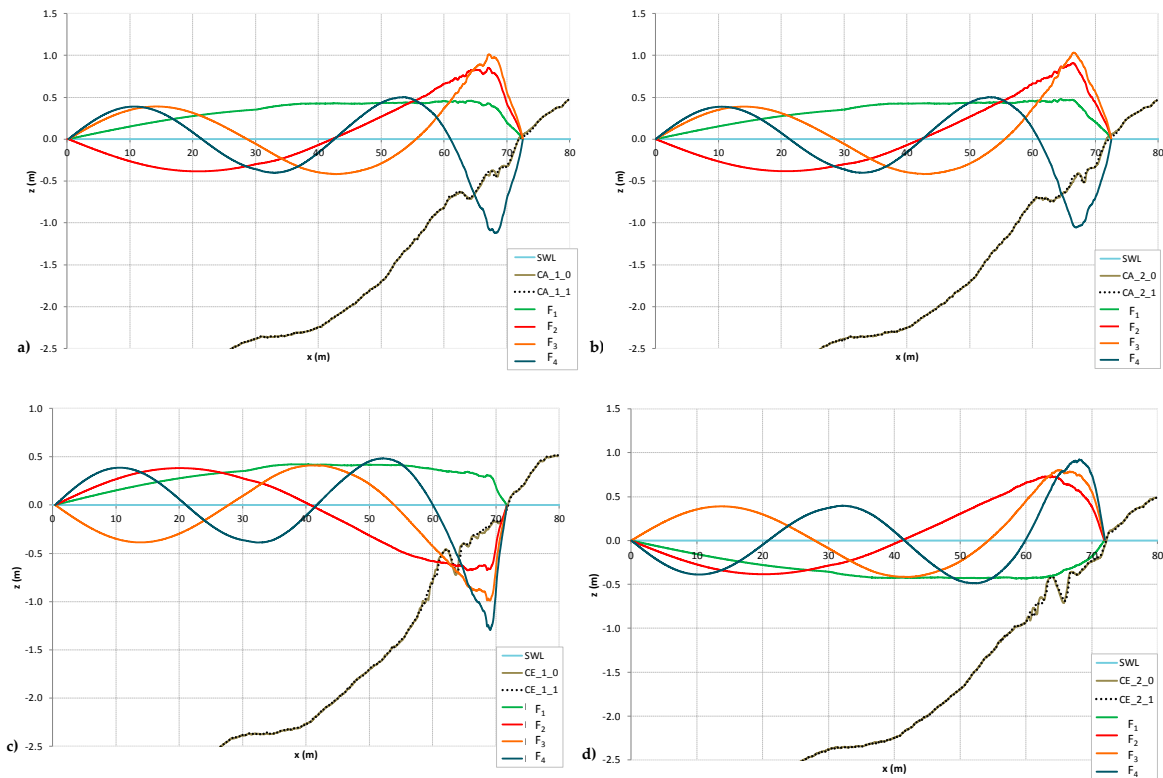 1.5
1.0
0.5
0.0
-0.5
-1.0
-1.5
-2.0
-2.5
z (m)
0 10 20 30 40 50 60 70 80
x (m)
SWL
CA_1_0
CA_1_1
F1
F2
F3
F4
a)
1.5
1.0
0.5
0.0
-0.5
-1.0
-1.5
-2.0
-2.5
z (m)
0 10 20 30 40 50 60 70 80
x (m)
SWL
CA_2_0
CA_2_1
F1
F2
F3
F4
b)
1.0
0.5
0.0
-0.5
-1.0
-1.5
-2.0
-2.5
z (m)
0 10 20 30 40 50 60 70 80
x (m)
SWL
CE_1_0
CE_1_1
F1
F2
F3
F4
c)
1.5
1.0
0.5
0.0
-0.5
-1.0
-1.5
-2.0
-2.5
z (m)
0 10 20 30 40 50 60 70 80
x (m)
SWL
CE_2_0
CE_2_1
F1
F2
F3
F4
d)